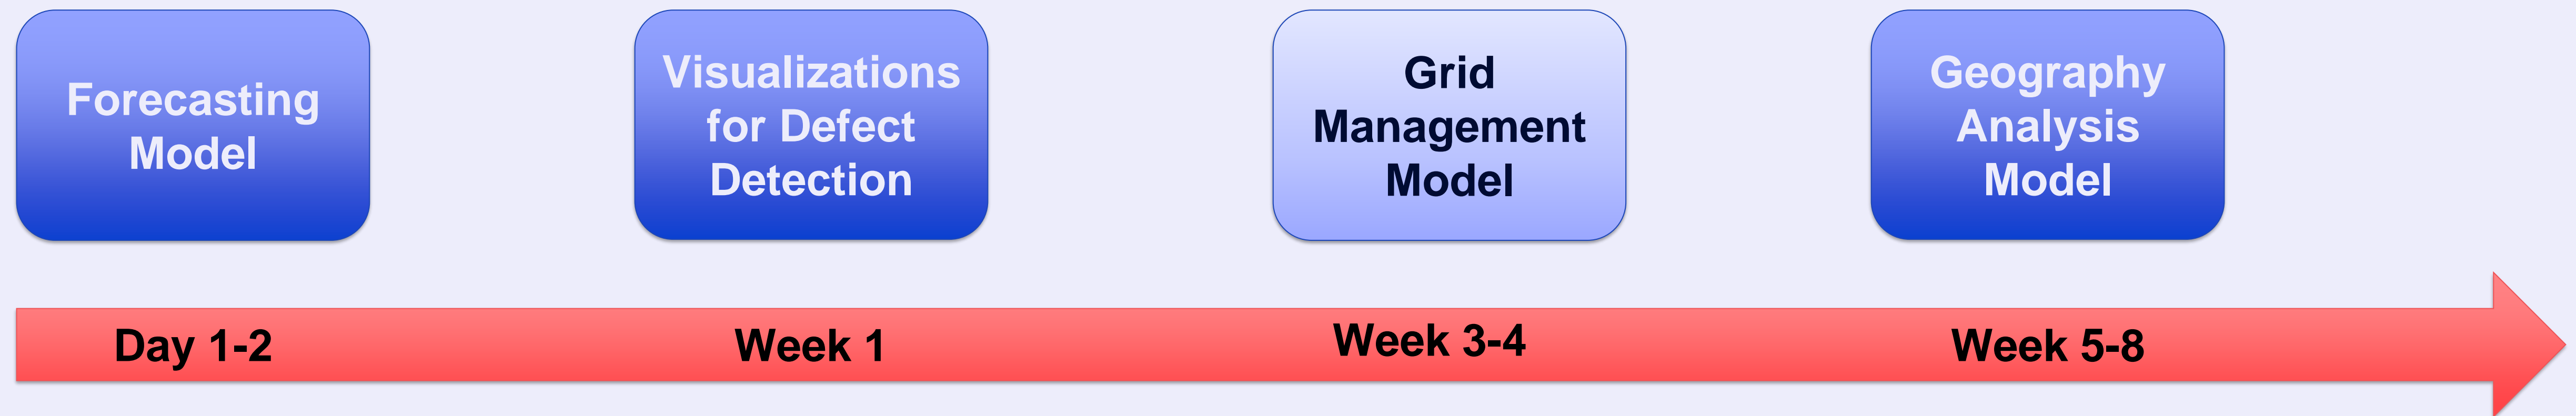 Forecasting
Model
Visualizations
for Defect
Detection
Grid
Management
Model
Geography
Analysis
Model
Day 1-2
Week 1
Week 3-4
Week 5-8